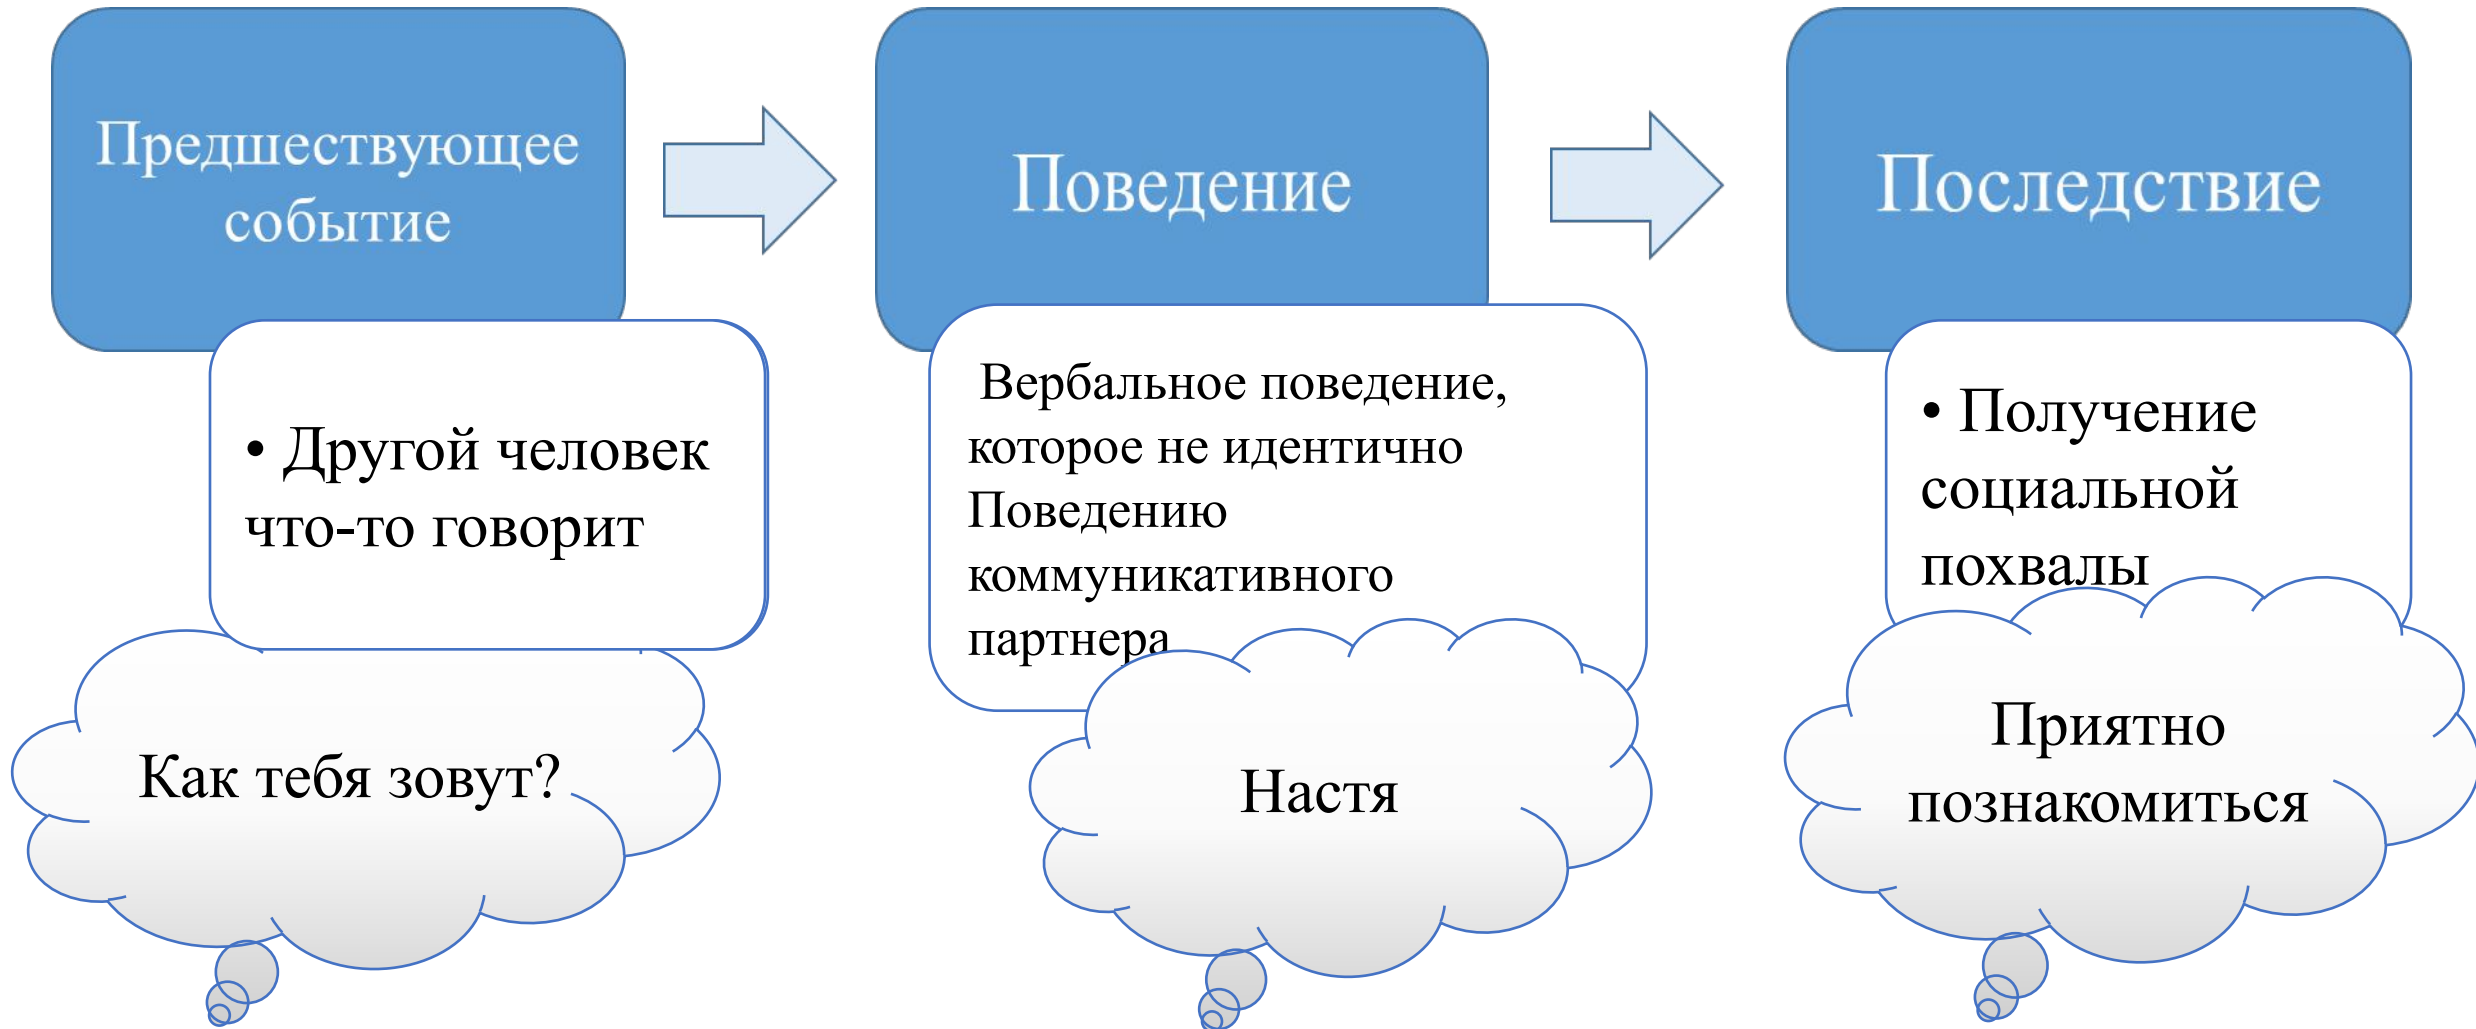 Предшествующее
событие
Поведение
Последствие
• Другой человек
что-то говорит
Вербальное поведение,
которое не идентично
Поведению
коммуникативного
партнера
• Получение
социальной
похвалы
Как тебя зовут?
Настя
Приятно
познакомиться